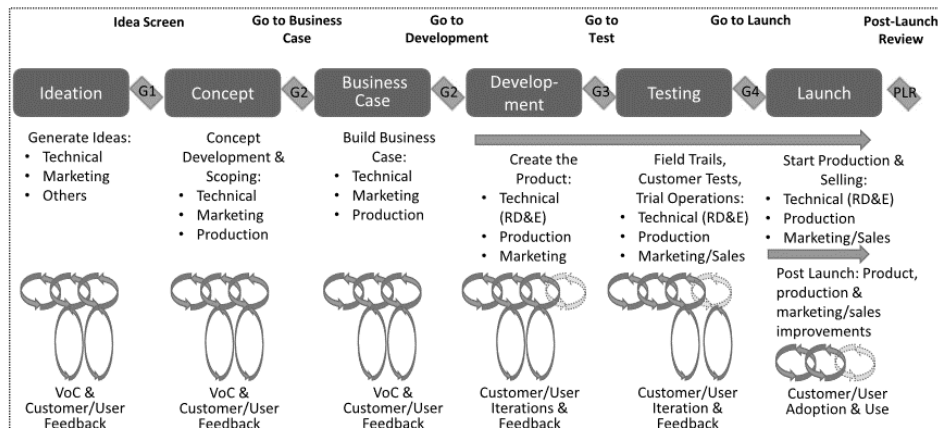 Idea Screen
Go to Business
Case
Go to
Development
Go to
Test
Go to Launch
Post-Launch
Review
Ideation
G1
Concept
G2
Business
Case
G2
Develop-
ment
G3
Testing
G4
Launch
PLR
Generate Ideas:
• Technical
• Marketing
• Others
Concept
Development &
Scoping:
• Technical
• Marketing
• Production
Build Business
Case:
• Technical
• Marketing
• Production
Create the
Product:
• Technical
(RD&E)
• Production
• Marketing
Field Trails,
Customer Tests,
Trial Operations:
• Technical (RD&E)
• Production
• Marketing/Sales
Start Production &
Selling:
• Technical (RD&E)
• Production
• Marketing/Sales
Post Launch: Product,
production &
marketing/sales
improvements
VoC &
Customer/User
Feedback
VoC &
Customer/User
Feedback
VoC &
Customer/User
Feedback
Customer/User
Iterations &
Feedback
Customer/User
Iteration &
Feedback
Customer/User
Adoption & Use